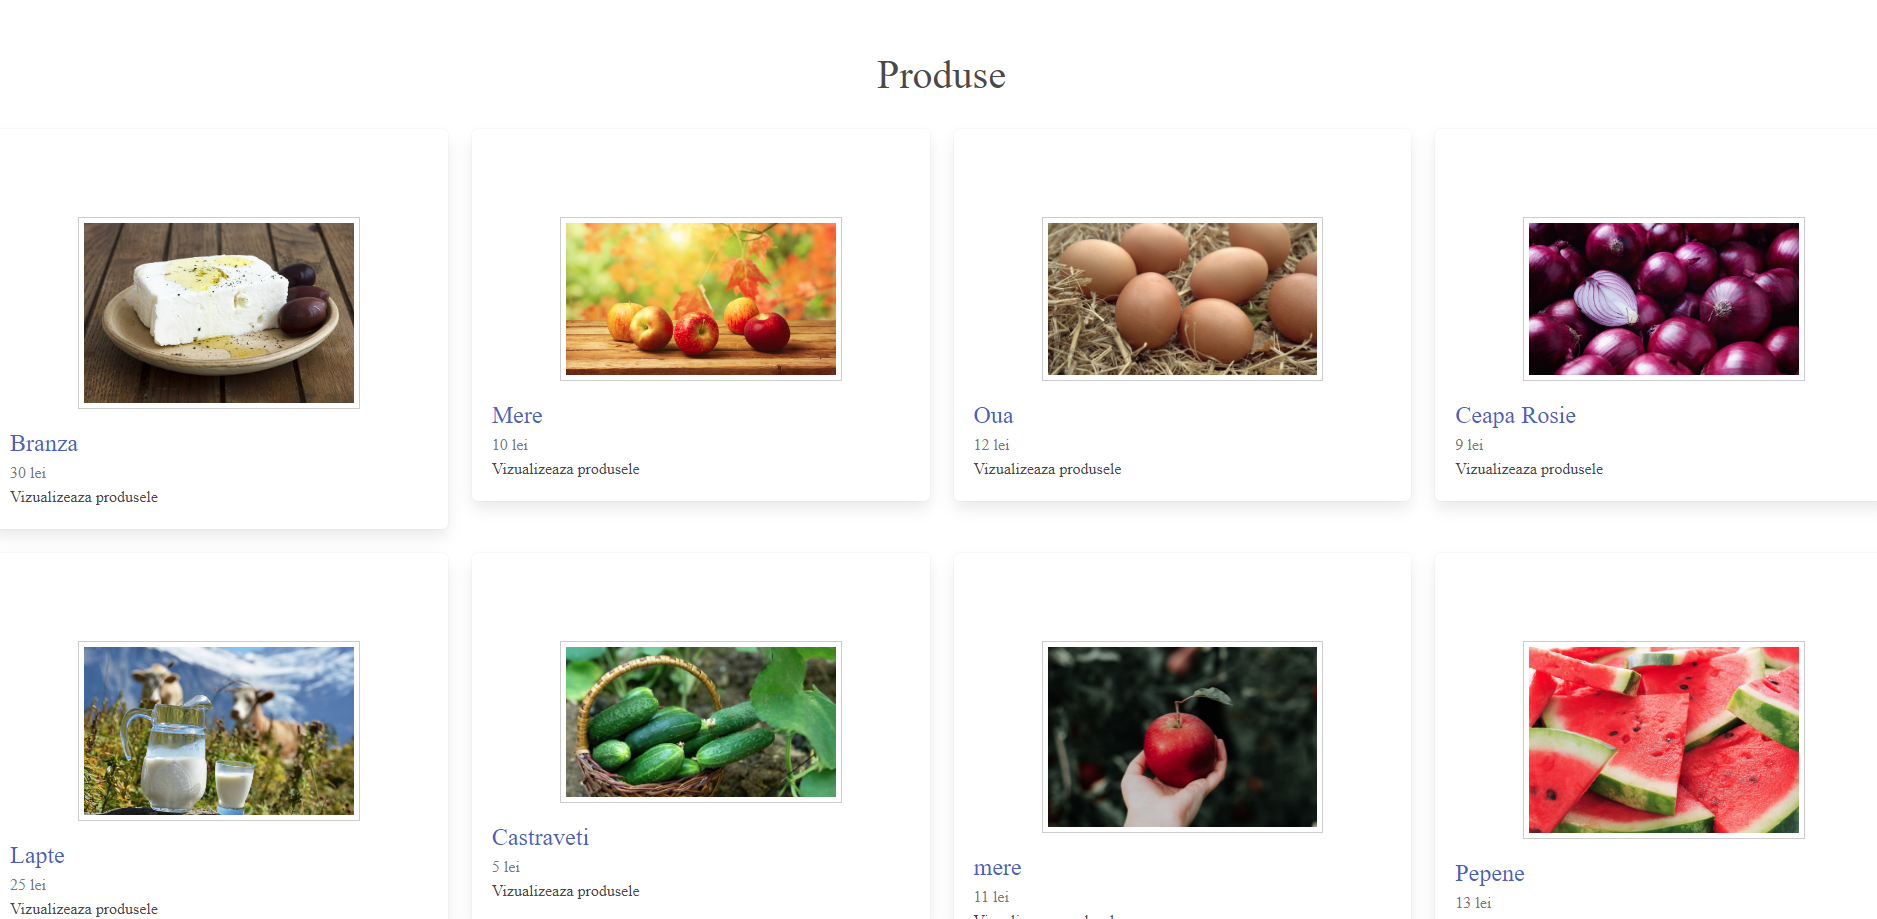 Produse
Branza
30 lei
Vizualizeaza produsele
Mere
10 lei
Vizualizeaza produsele
Oua
12 lei
Vizualizeaza produsele
Ceapa Rosie
9 lei
Vizualizeaza produsele
Lapte
25 lei
Vizualizeaza produsele
Castraveti
5 lei
Vizualizeaza produsele
mere
11 lei
Pepene
13 lei